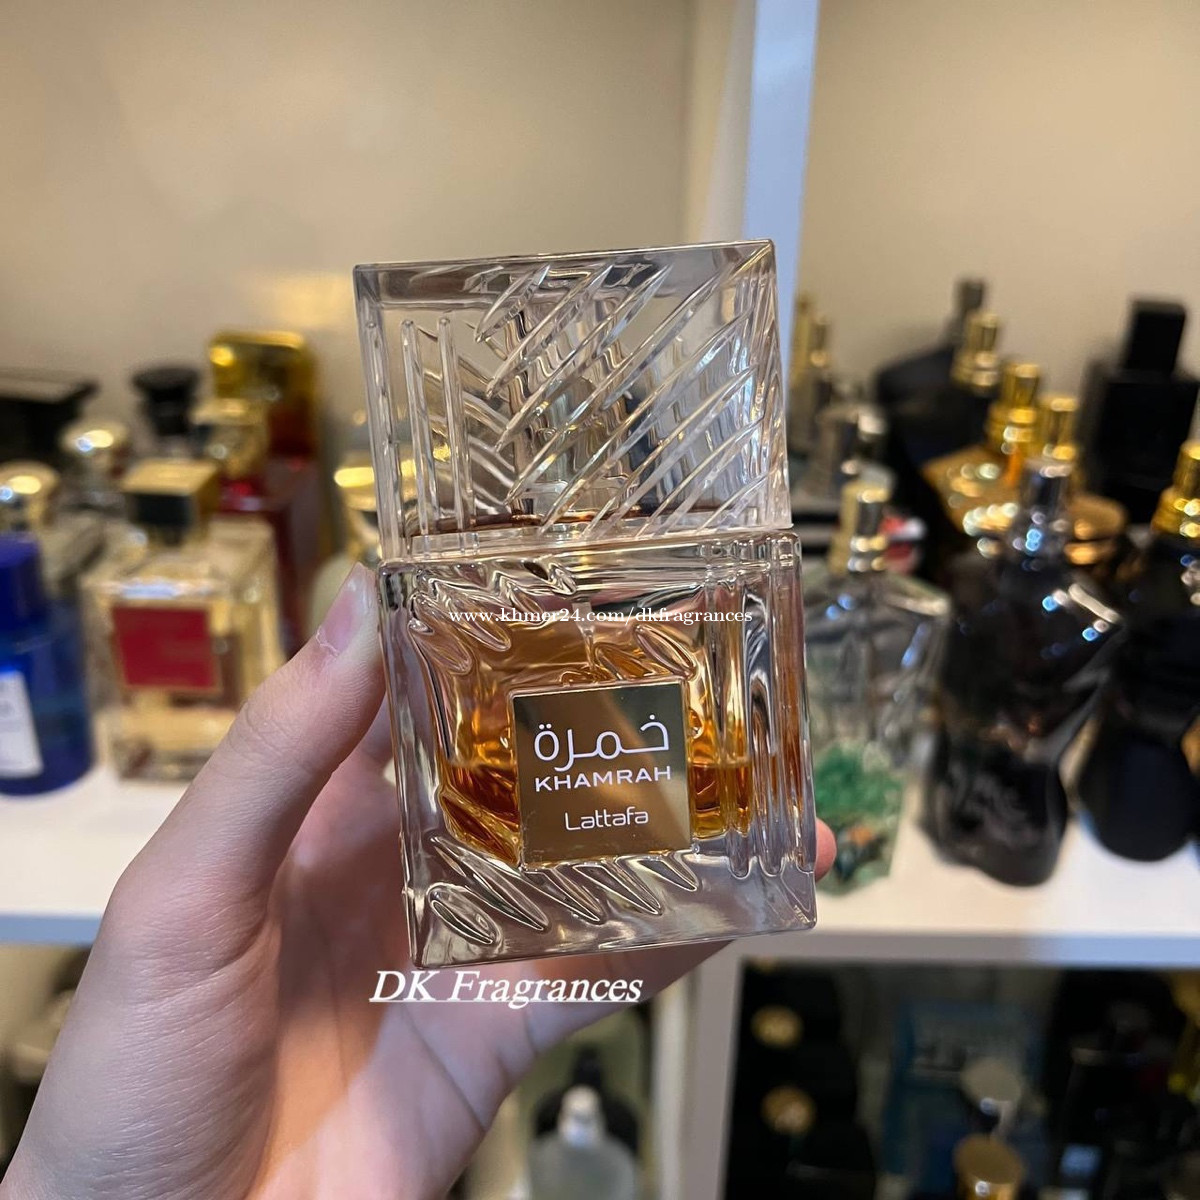 www.khmer24.com/dkfragrances
خمرة
KHAMRAH
Lattafa
DK Fragrances